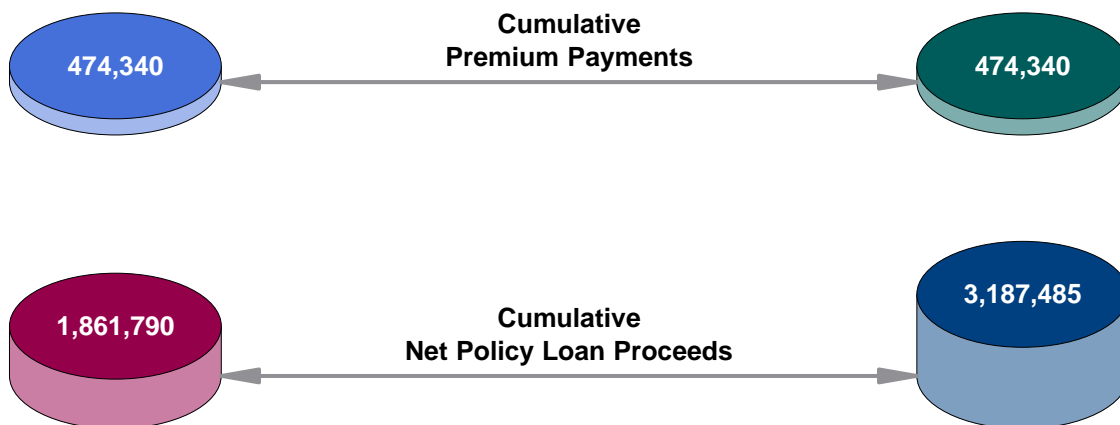 Cumulative
Premium Payments
474,340
474,340
Cumulative
Net Policy Loan Proceeds
1,861,790
3,187,485